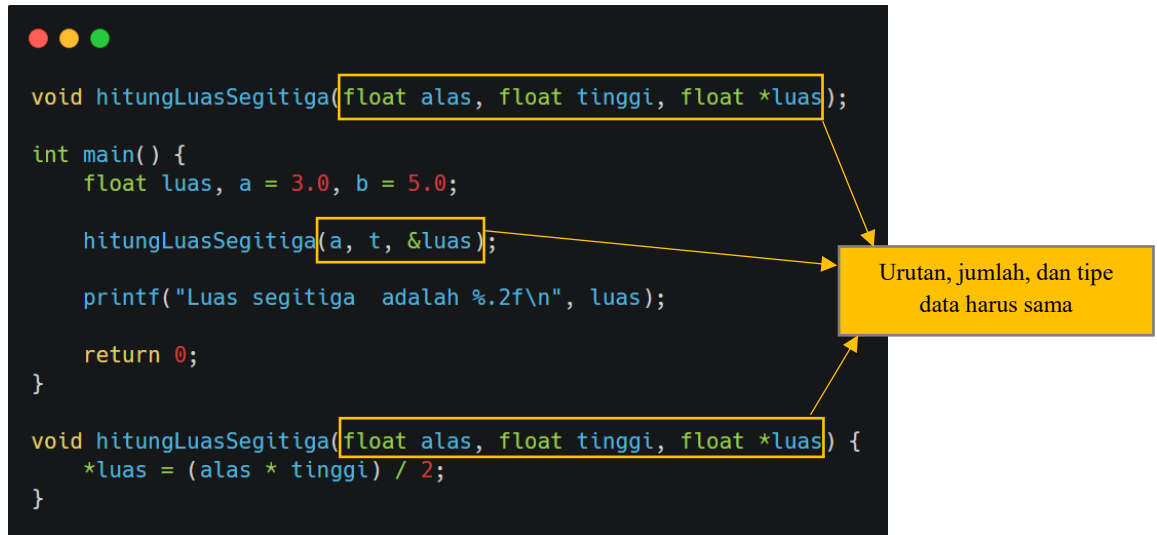 void hitungLuasSegitiga(float alas, float tinggi, float *luas);
int main() {
float luas, a = 3.0, b = 5.0;
hitungLuasSegitiga(a, t, &luas);
printf("Luas segitiga  adalah %.2f\n", luas);
return 0;
}
void hitungLuasSegitiga(float alas, float tinggi, float *luas) {
*luas = (alas * tinggi) / 2;
}
Urutan, jumlah, dan tipe
data harus sama